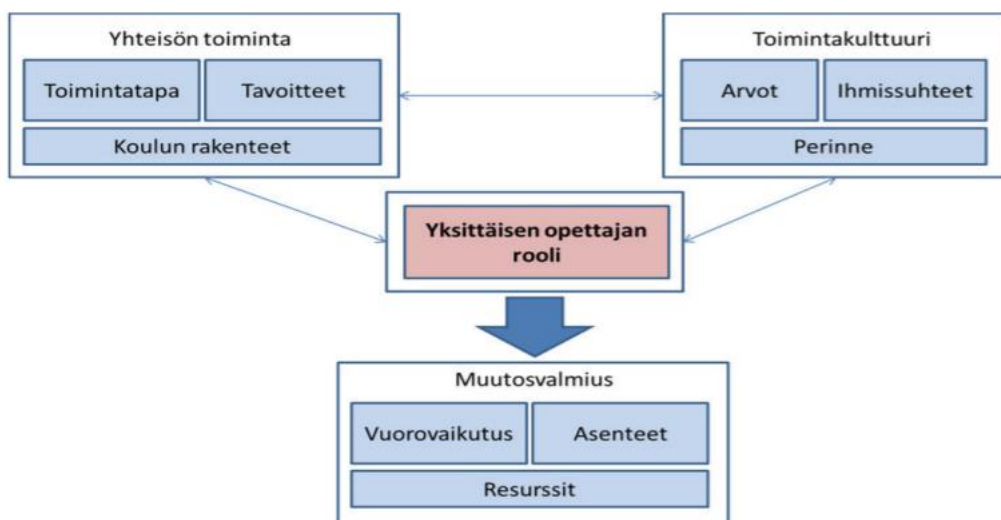 Yhteisön toiminta
Toimintatapa
Tavoitteet
Koulun rakenteet
Toimintakulttuuri
Arvot
Ihmissuhteet
Perinne
Yksittäisen opettajan
rooli
Muutosvalmius
Vuorovaikutus
Asenteet
Resurssit